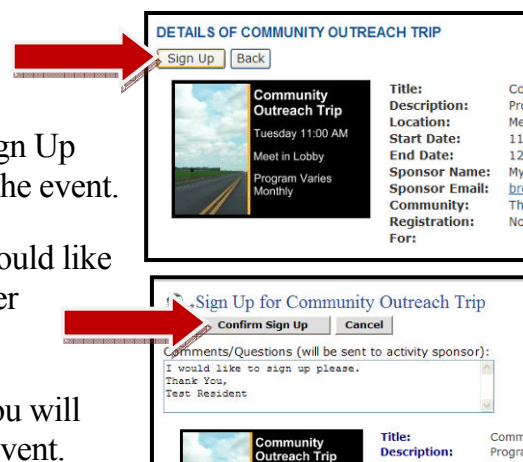 DETAILS OF COMMUNITY OUTREACH TRIP
Sign Up Back
Community
Outreach Trip
Tuesday 11:00 AM
Meet in Lobby
Program Varies
Monthly
Title: Co
Description: Pro
Location: Me
Start Date: 11
End Date: 12
Sponsor Name: My
Sponsor Email: bro
Community: Th
Registration: No
For:
gn Up
he event.
ould like
er
ou will
vent.
Sign Up for Community Outreach Trip
Confirm Sign Up Cancel
Comments/Questions (will be sent to activity sponsor):
I would like to sign up please.
Thank You,
Test Resident
Community
Outreach Trip
Title: Comm
Description: Progra